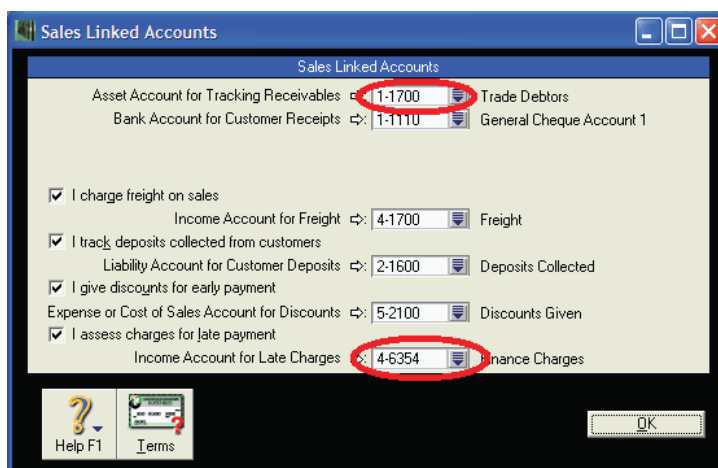 Sales Linked Accounts
Sales Linked Accounts
Asset Account for Tracking Receivables ⇨: 1-1700 Trade Debtors
Bank Account for Customer Receipts ⇨: 1-1110 General Cheque Account 1
I charge freight on sales
Income Account for Freight ⇨: 4-1700 Freight
I track deposits collected from customers
Liability Account for Customer Deposits ⇨: 2-1600 Deposits Collected
I give discounts for early payment
Expense or Cost of Sales Account for Discounts ⇨: 5-2100 Discounts Given
I assess charges for late payment
Income Account for Late Charges ⇨: 4-6354 Finance Charges
Help F1 Terms OK